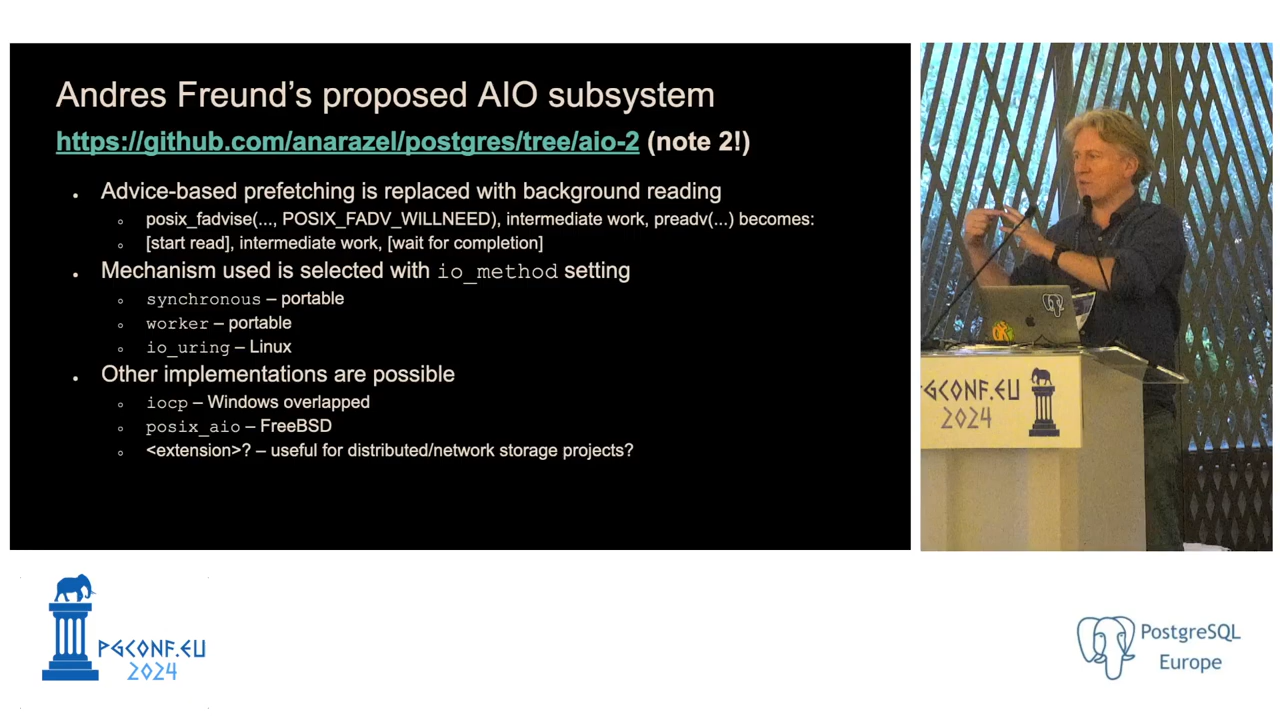 Andres Freund's proposed AIO subsystem
https://github.com/anarazel/postgres/tree/aio-2 (note 2!)
Advice-based prefetching is replaced with background reading
posix_fadvise(..., POSIX_FADV_WILLNEED), intermediate work, preadv(...) becomes:
[start read], intermediate work, [wait for completion]
Mechanism used is selected with io_method setting
synchronous – portable
worker – portable
io_uring – Linux
Other implementations are possible
iocp – Windows overlapped
posix_aio – FreeBSD
<extension>? – useful for distributed/network storage projects?
PGCONF.EU
2024
PGCONF.EU
2024
PostgreSQL
Europe